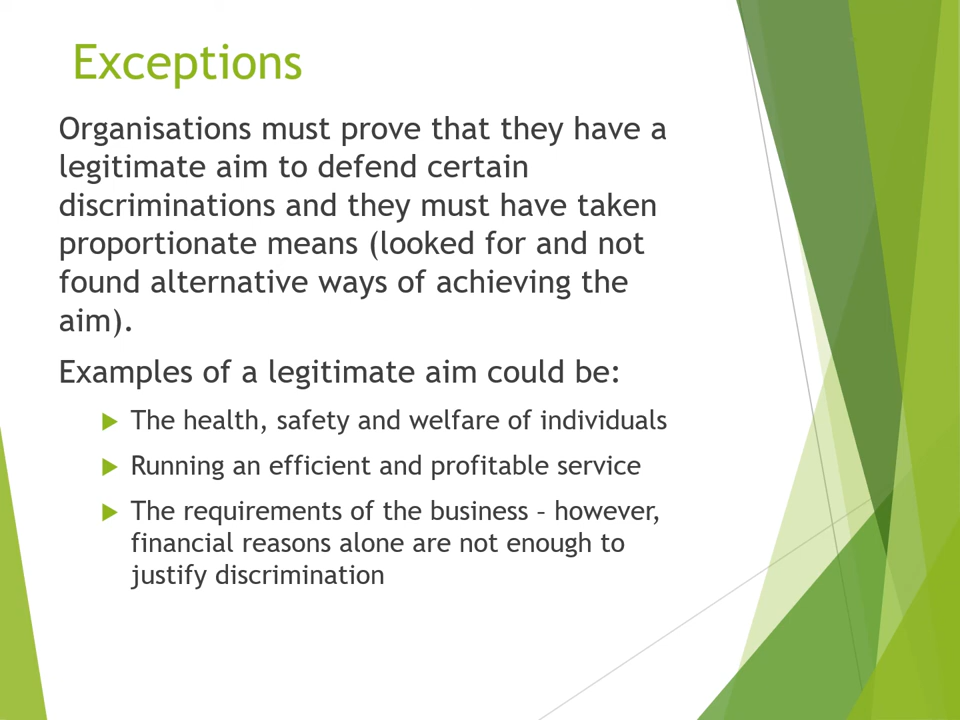 Exceptions
Organisations must prove that they have a
legitimate aim to defend certain
discriminations and they must have taken
proportionate means (looked for and not
found alternative ways of achieving the
aim).
Examples of a legitimate aim could be:
The health, safety and welfare of individuals
Running an efficient and profitable service
The requirements of the business – however,
financial reasons alone are not enough to
justify discrimination